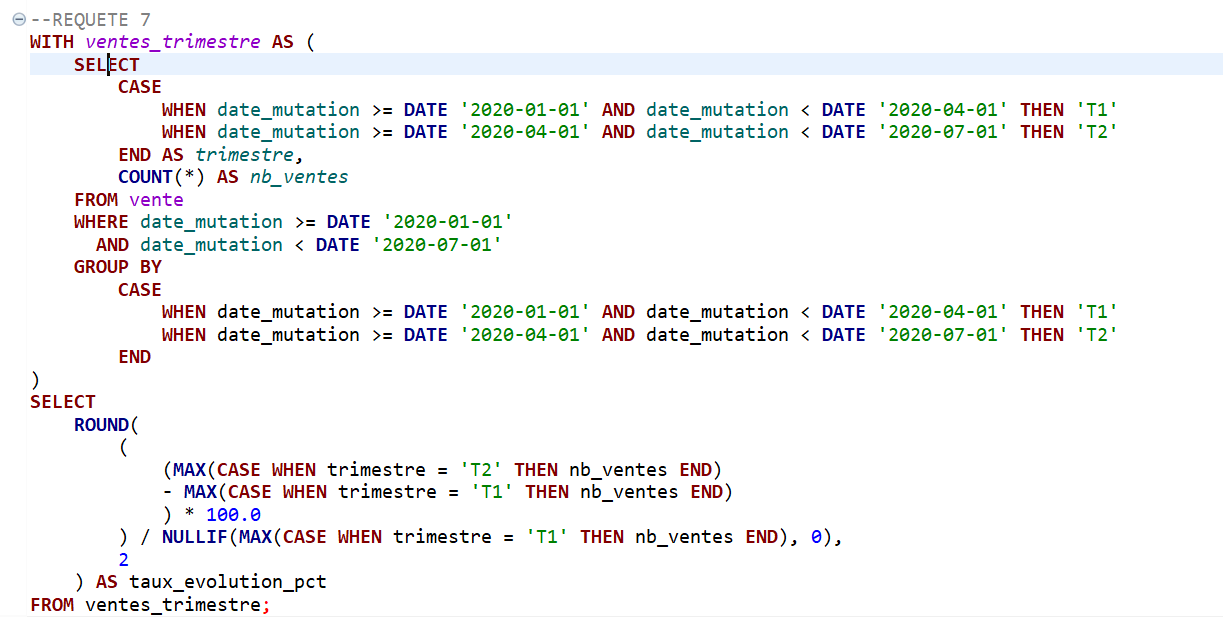 --REQUETE 7
WITH ventes_trimestre AS (
    SELECT
        CASE
            WHEN date_mutation >= DATE '2020-01-01' AND date_mutation < DATE '2020-04-01' THEN 'T1'
            WHEN date_mutation >= DATE '2020-04-01' AND date_mutation < DATE '2020-07-01' THEN 'T2'
        END AS trimestre,
        COUNT(*) AS nb_ventes
    FROM vente
    WHERE date_mutation >= DATE '2020-01-01'
      AND date_mutation < DATE '2020-07-01'
    GROUP BY
        CASE
            WHEN date_mutation >= DATE '2020-01-01' AND date_mutation < DATE '2020-04-01' THEN 'T1'
            WHEN date_mutation >= DATE '2020-04-01' AND date_mutation < DATE '2020-07-01' THEN 'T2'
        END
)
SELECT
    ROUND(
        (
            (MAX(CASE WHEN trimestre = 'T2' THEN nb_ventes END)
            - MAX(CASE WHEN trimestre = 'T1' THEN nb_ventes END)
            ) * 100.0
        ) / NULLIF(MAX(CASE WHEN trimestre = 'T1' THEN nb_ventes END), 0),
        2
    ) AS taux_evolution_pct
FROM ventes_trimestre;